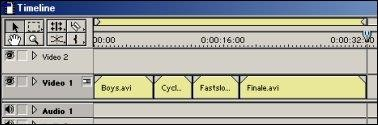 Timeline
00:00
0:00:16:00
0:00:32
Video 2
Video 1
Boys.avi
Cycl...
Fastslo...
Finale.avi
Audio 1